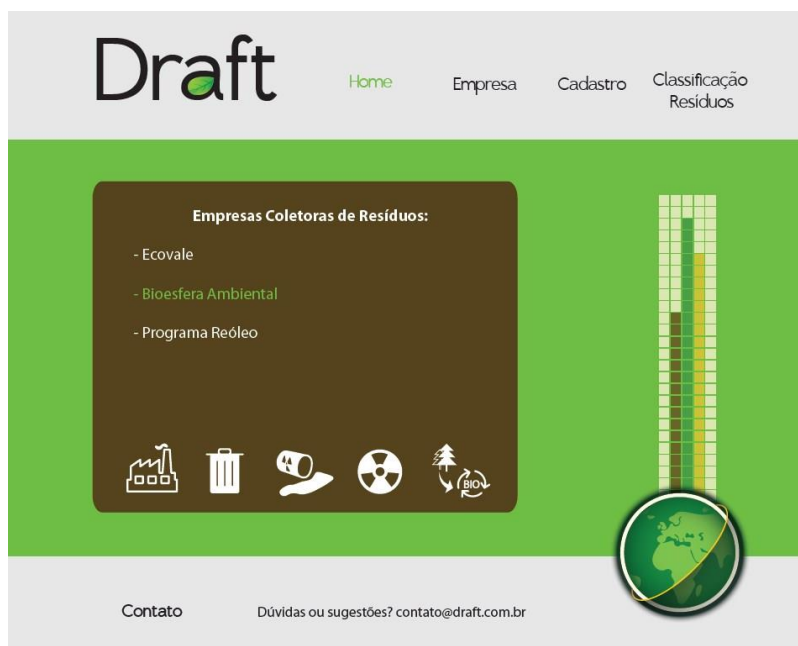 Draft
Home
Empresa
Cadastro
Classificação
Resíduos
Empresas Coletoras de Resíduos:
- Ecovale
- Bioesfera Ambiental
- Programa Reóleo
BIO
Contato
Dúvidas ou sugestões? contato@draft.com.br